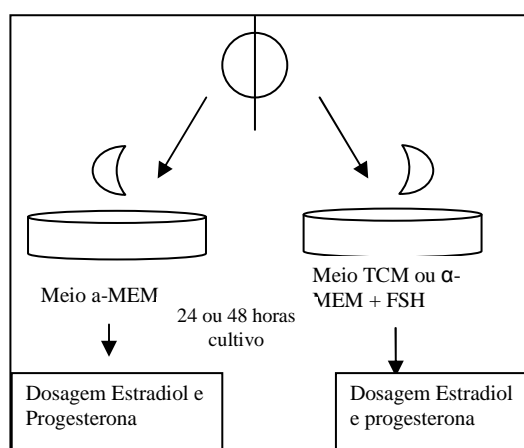 Meio a-MEM
Meio TCM ou α-
MEM + FSH
24 ou 48 horas
cultivo
Dosagem Estradiol e
Progesterona
Dosagem Estradiol
e progesterona